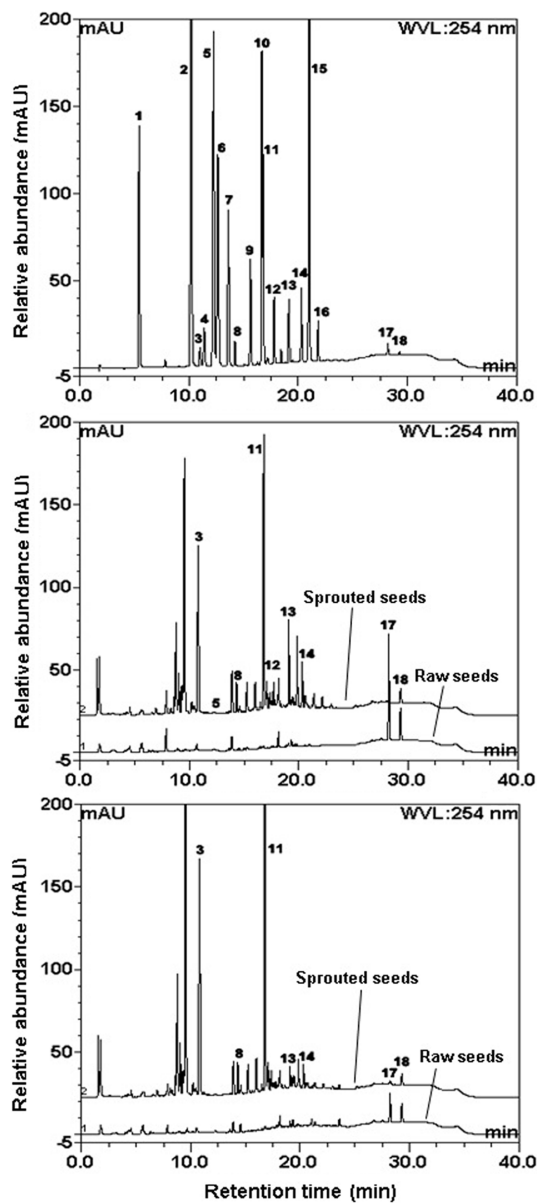 200 mAU WVL:254 nm
Relative abundance (mAU)
150
100
50
-5
1 2 3 4 5 6 7 8 9 10 11 12 13 14 15 16 17 18
min
0.0 10.0 20.0 30.0 40.0
200 mAU WVL:254 nm
Relative abundance (mAU)
150
100
50
-5
3 5 8 11 12 13 14 17 18
Sprouted seeds
Raw seeds
2
1
min
0.0 10.0 20.0 30.0 40.0
200 mAU WVL:254 nm
Relative abundance (mAU)
150
100
50
-5
3 8 11 13 14 17 18
Sprouted seeds
Raw seeds
2
1
min
0.0 10.0 20.0 30.0 40.0
Retention time (min)